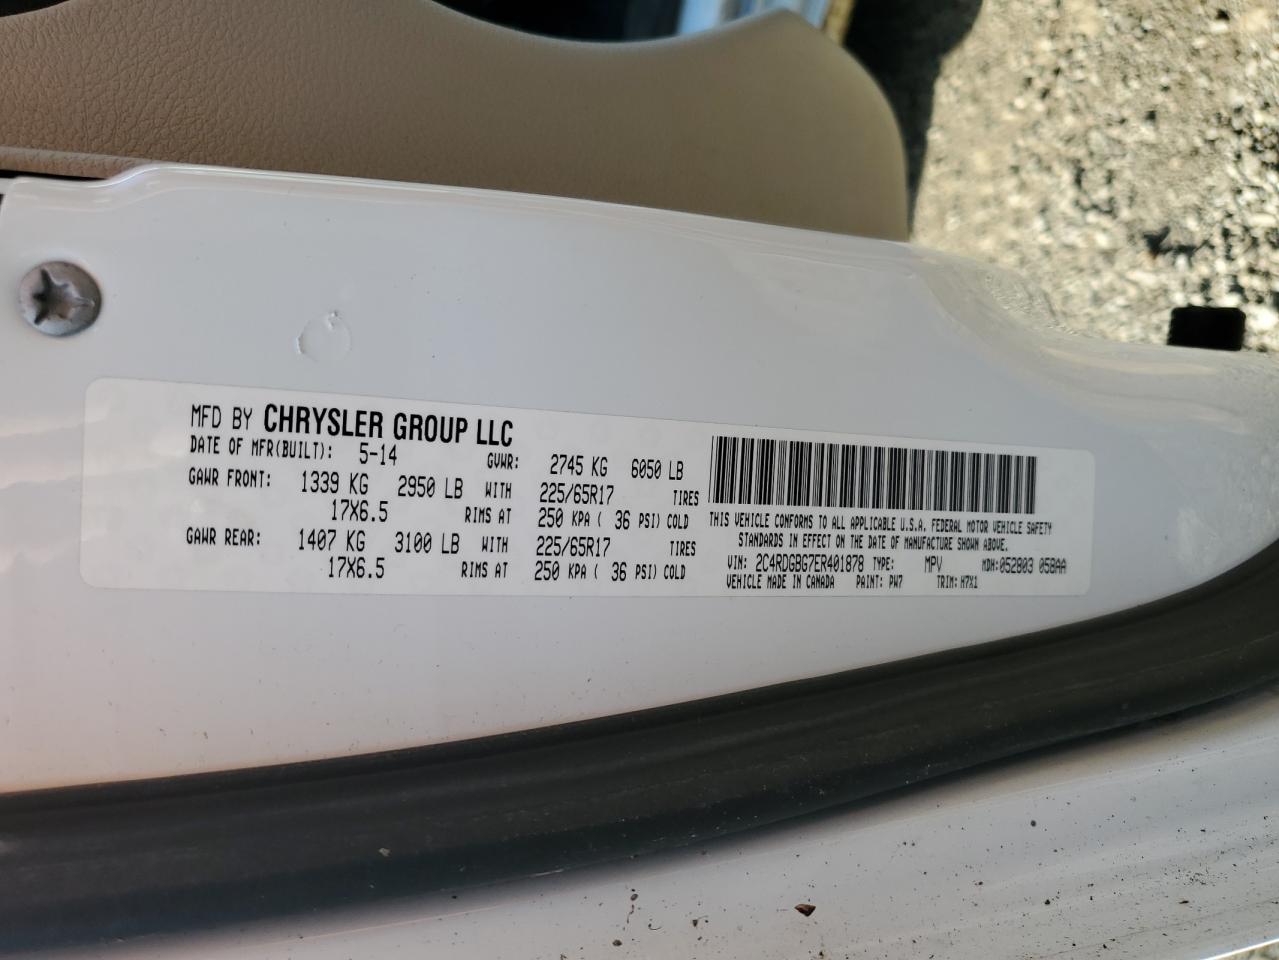 MFD BY CHRYSLER GROUP LLC
DATE OF MFR(BUILT): 5-14 GVWR: 2745 KG 6050 LB
GAWR FRONT: 1339 KG 2950 LB WITH 225/65R17 TIRES
17X6.5 RIMS AT 250 KPA ( 36 PSI) COLD
GAWR REAR: 1407 KG 3100 LB WITH 225/65R17 TIRES
17X6.5 RIMS AT 250 KPA ( 36 PSI) COLD
THIS VEHICLE CONFORMS TO ALL APPLICABLE U.S.A. FEDERAL MOTOR VEHICLE SAFETY
STANDARDS IN EFFECT ON THE DATE OF MANUFACTURE SHOWN ABOVE.
VIN: 2C4RDGBG7ER401878 TYPE: MPV MDH:052803 05BAA
VEHICLE MADE IN CANADA PAINT: PW7 TRIM: H7X1